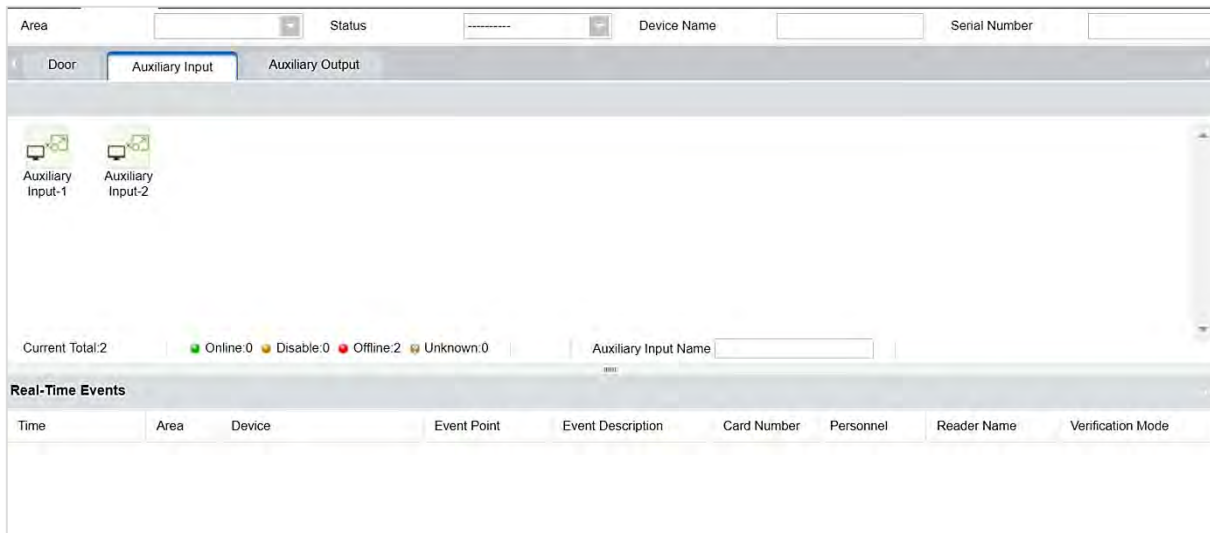 Area Status ---------- Device Name Serial Number
Door Auxiliary Input Auxiliary Output
Auxiliary Input-1
Auxiliary Input-2
Current Total:2 Online:0 Disable:0 Offline:2 Unknown:0 Auxiliary Input Name
Real-Time Events
Time Area Device Event Point Event Description Card Number Personnel Reader Name Verification Mode